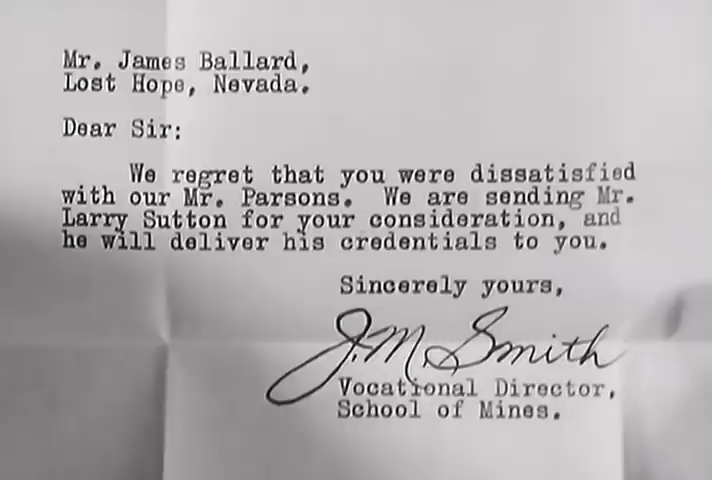 Mr. James Ballard,
Lost Hope, Nevada.
Dear Sir:
We regret that you were dissatisfied
with our Mr. Parsons. We are sending Mr.
Larry Sutton for your consideration, and
he will deliver his credentials to you.
Sincerely yours,
J.M. Smith
Vocational Director,
School of Mines.